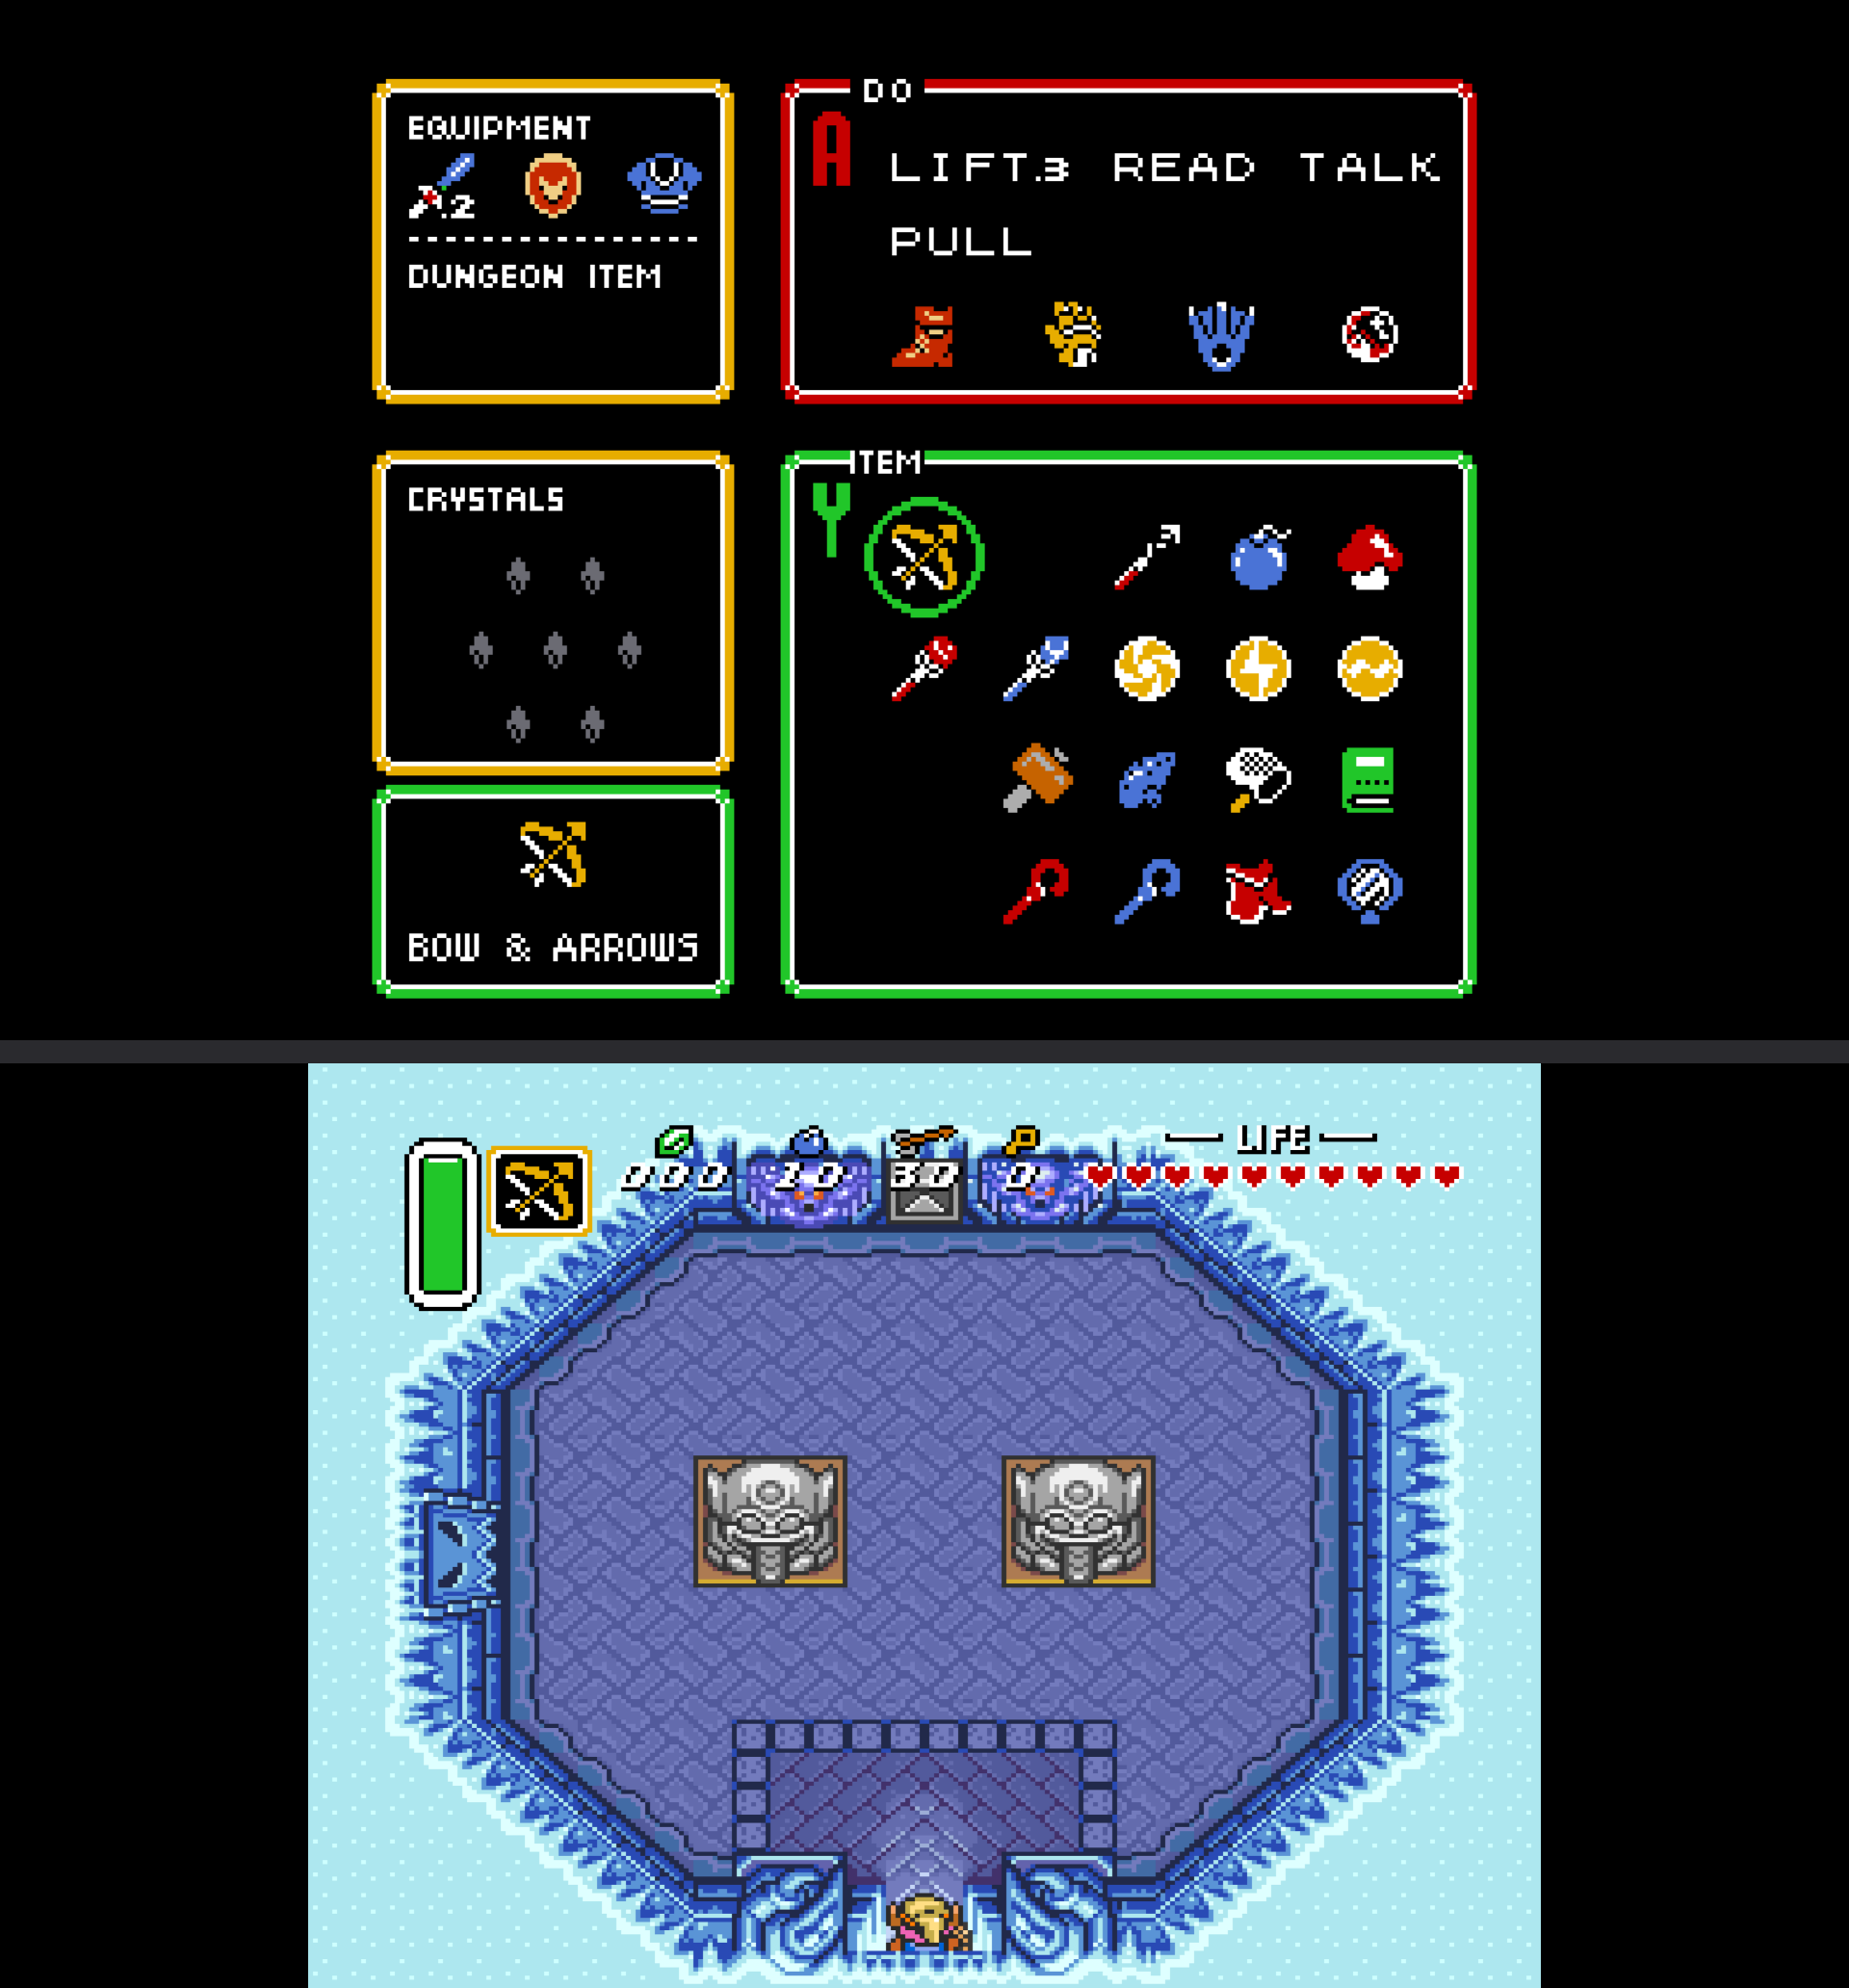 DO
EQUIPMENT
A
LIFT.3 READ TALK
.2
PULL
DUNGEON ITEM
ITEM
CRYSTALS
Y
BOW & ARROWS
LIFE
000 10 30 0